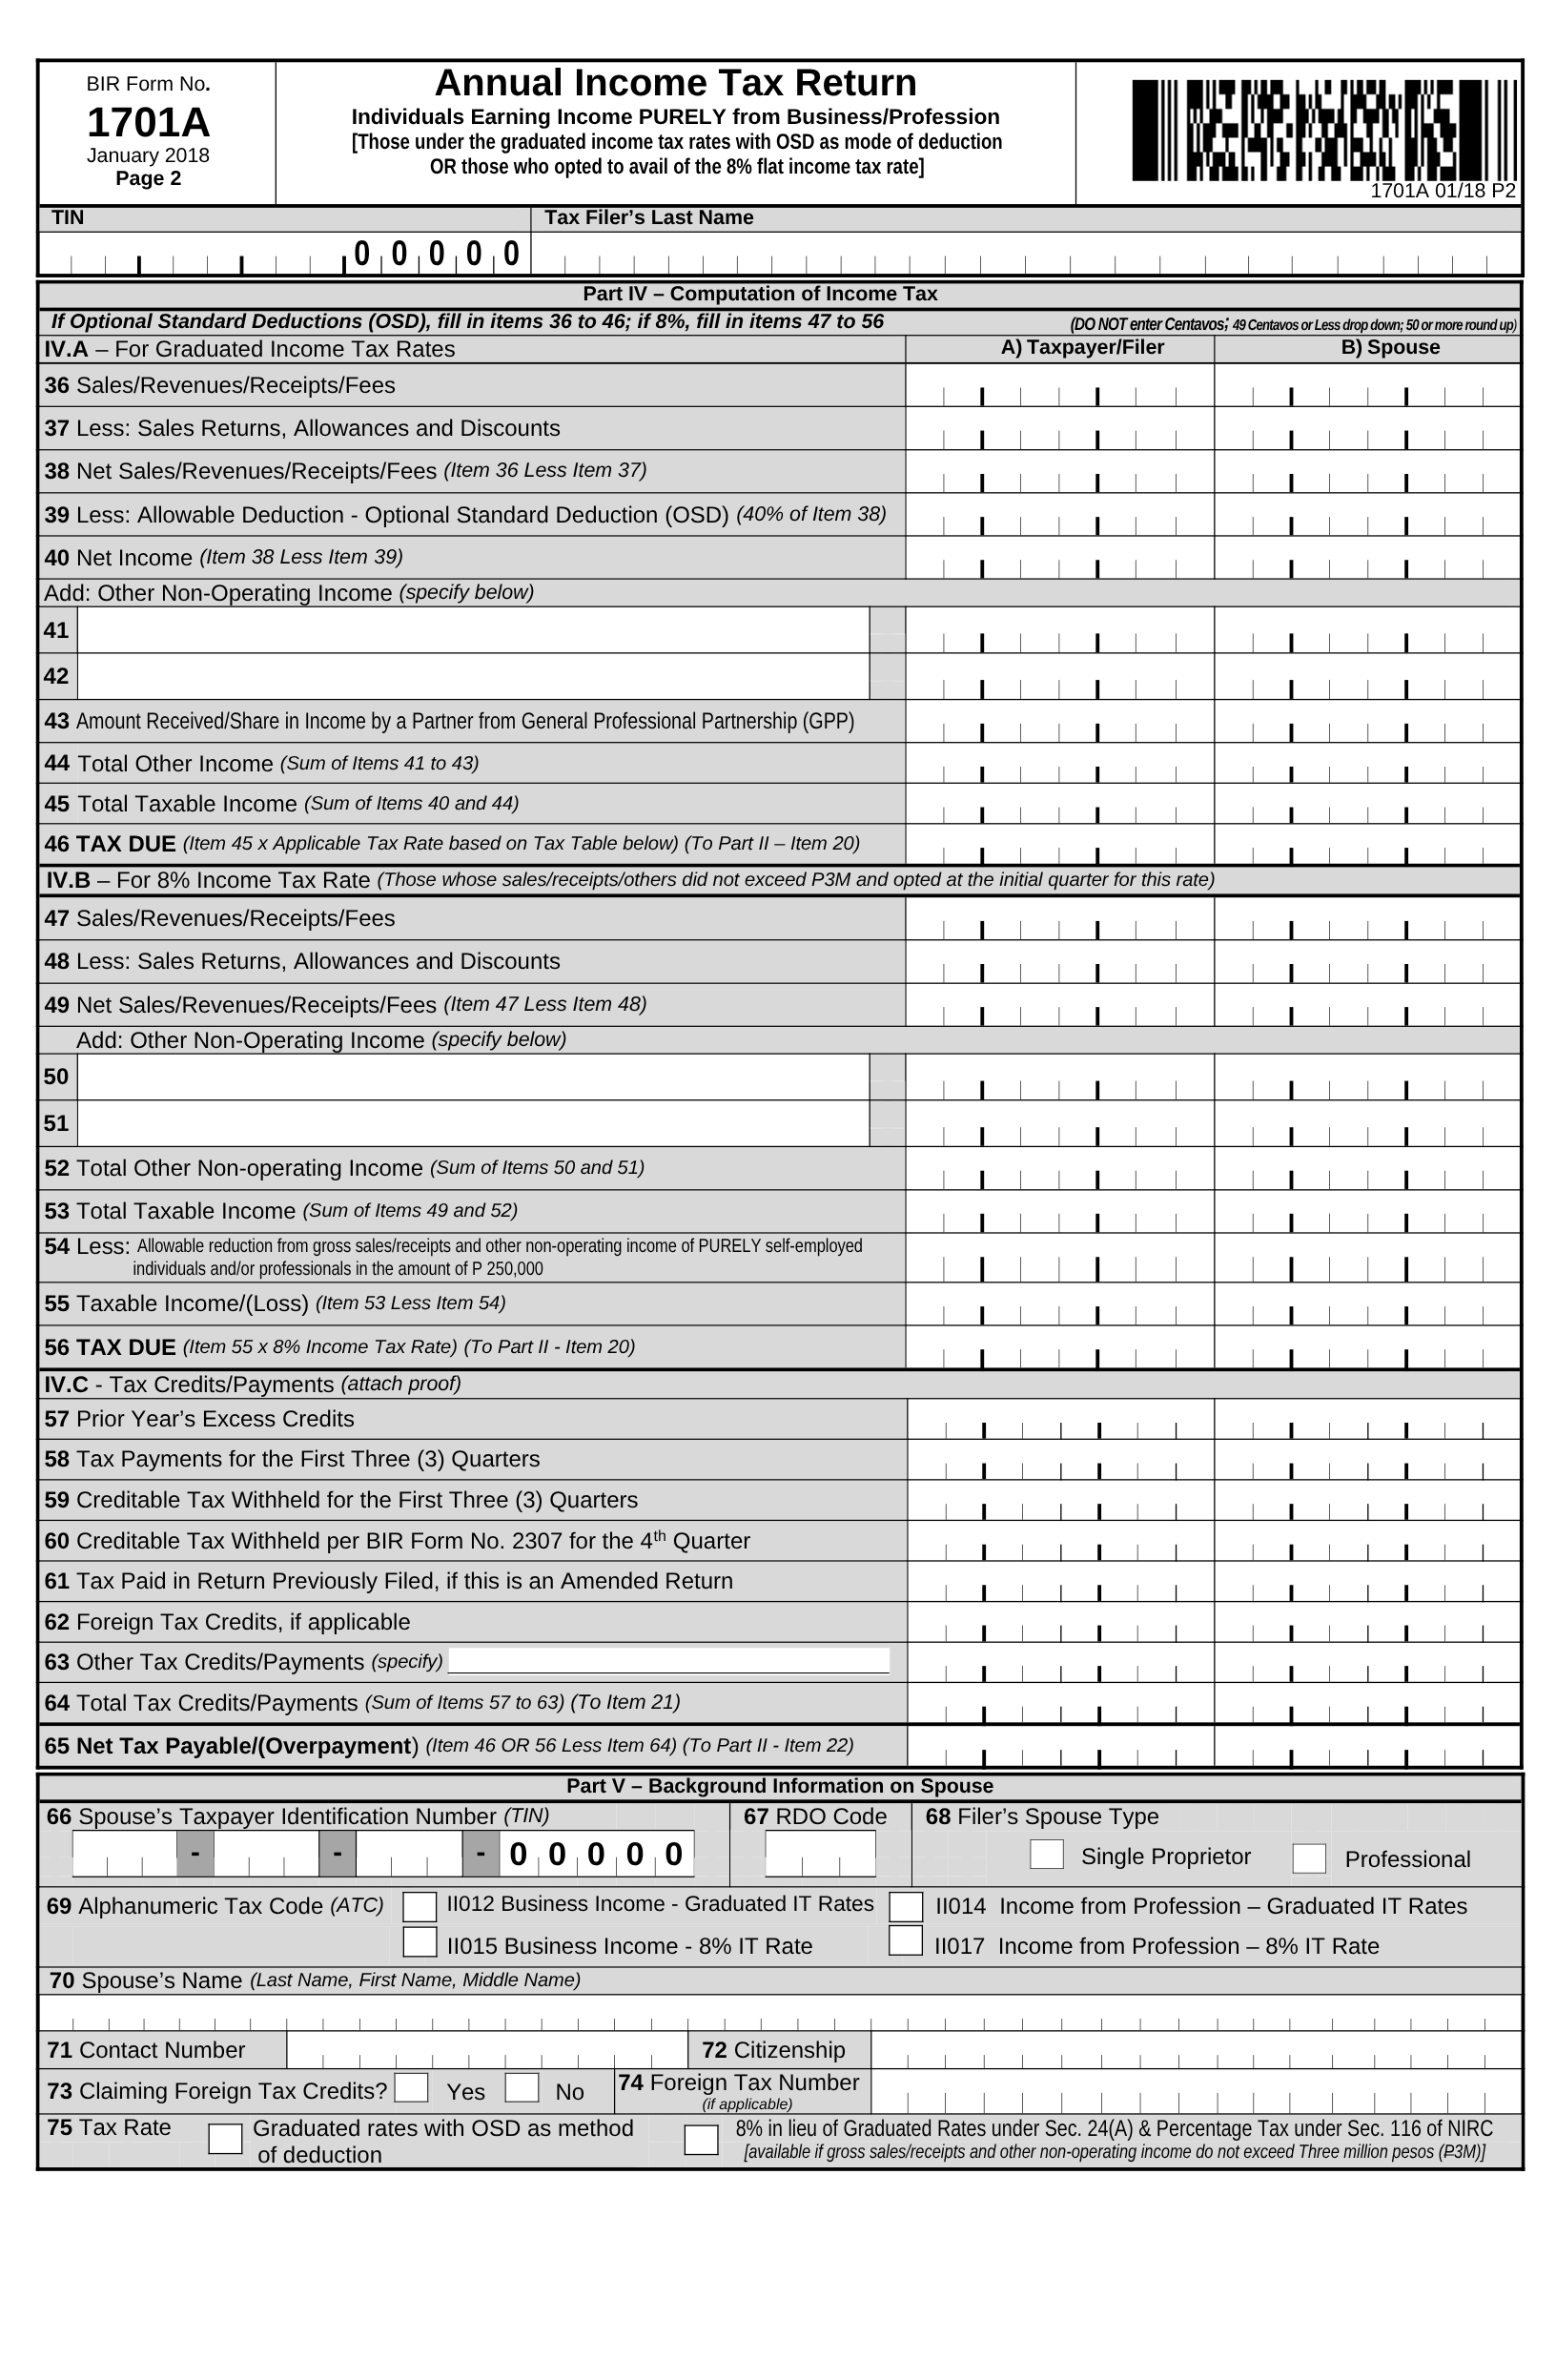 BIR Form No.
1701A
January 2018
Page 2
Annual Income Tax Return
Individuals Earning Income PURELY from Business/Profession
[Those under the graduated income tax rates with OSD as mode of deduction
OR those who opted to avail of the 8% flat income tax rate]
1701A 01/18 P2
TIN
Tax Filer’s Last Name
0 0 0 0 0
Part IV – Computation of Income Tax
If Optional Standard Deductions (OSD), fill in items 36 to 46; if 8%, fill in items 47 to 56
(DO NOT enter Centavos; 49 Centavos or Less drop down; 50 or more round up)
IV.A – For Graduated Income Tax Rates
A) Taxpayer/Filer
B) Spouse
36 Sales/Revenues/Receipts/Fees
37 Less: Sales Returns, Allowances and Discounts
38 Net Sales/Revenues/Receipts/Fees (Item 36 Less Item 37)
39 Less: Allowable Deduction - Optional Standard Deduction (OSD) (40% of Item 38)
40 Net Income (Item 38 Less Item 39)
Add: Other Non-Operating Income (specify below)
41
42
43 Amount Received/Share in Income by a Partner from General Professional Partnership (GPP)
44 Total Other Income (Sum of Items 41 to 43)
45 Total Taxable Income (Sum of Items 40 and 44)
46 TAX DUE (Item 45 x Applicable Tax Rate based on Tax Table below) (To Part II – Item 20)
IV.B – For 8% Income Tax Rate (Those whose sales/receipts/others did not exceed P3M and opted at the initial quarter for this rate)
47 Sales/Revenues/Receipts/Fees
48 Less: Sales Returns, Allowances and Discounts
49 Net Sales/Revenues/Receipts/Fees (Item 47 Less Item 48)
Add: Other Non-Operating Income (specify below)
50
51
52 Total Other Non-operating Income (Sum of Items 50 and 51)
53 Total Taxable Income (Sum of Items 49 and 52)
54 Less: Allowable reduction from gross sales/receipts and other non-operating income of PURELY self-employed
individuals and/or professionals in the amount of P 250,000
55 Taxable Income/(Loss) (Item 53 Less Item 54)
56 TAX DUE (Item 55 x 8% Income Tax Rate) (To Part II - Item 20)
IV.C - Tax Credits/Payments (attach proof)
57 Prior Year’s Excess Credits
58 Tax Payments for the First Three (3) Quarters
59 Creditable Tax Withheld for the First Three (3) Quarters
60 Creditable Tax Withheld per BIR Form No. 2307 for the 4th Quarter
61 Tax Paid in Return Previously Filed, if this is an Amended Return
62 Foreign Tax Credits, if applicable
63 Other Tax Credits/Payments (specify)
64 Total Tax Credits/Payments (Sum of Items 57 to 63) (To Item 21)
65 Net Tax Payable/(Overpayment) (Item 46 OR 56 Less Item 64) (To Part II - Item 22)
Part V – Background Information on Spouse
66 Spouse’s Taxpayer Identification Number (TIN)
67 RDO Code
68 Filer’s Spouse Type
- - - 0 0 0 0 0
Single Proprietor
Professional
69 Alphanumeric Tax Code (ATC)
II012 Business Income - Graduated IT Rates
II014 Income from Profession – Graduated IT Rates
II015 Business Income - 8% IT Rate
II017 Income from Profession – 8% IT Rate
70 Spouse’s Name (Last Name, First Name, Middle Name)
71 Contact Number
72 Citizenship
73 Claiming Foreign Tax Credits?
Yes
No
74 Foreign Tax Number
(if applicable)
75 Tax Rate
Graduated rates with OSD as method
of deduction
8% in lieu of Graduated Rates under Sec. 24(A) & Percentage Tax under Sec. 116 of NIRC
[available if gross sales/receipts and other non-operating income do not exceed Three million pesos (₱3M)]